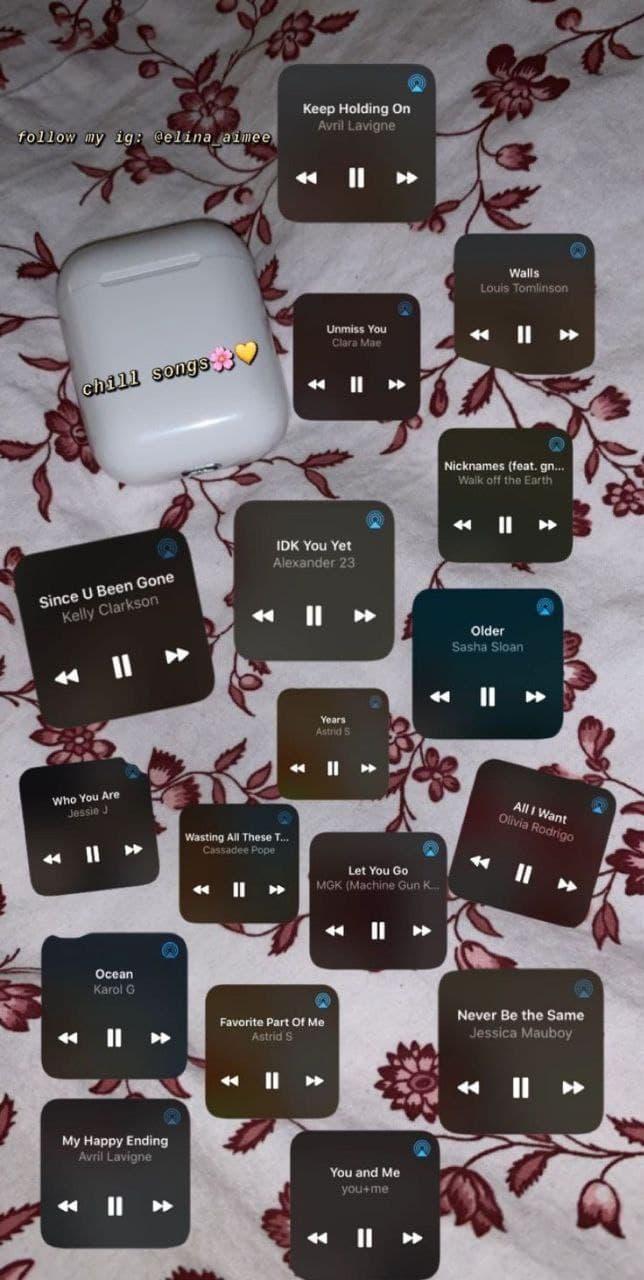 follow my ig: @elina_aimee
Keep Holding On
Avril Lavigne
Walls
Louis Tomlinson
Unmiss You
Clara Mae
chill songs🌸💛
Nicknames (feat. gn...
Walk off the Earth
IDK You Yet
Alexander 23
Since U Been Gone
Kelly Clarkson
Older
Sasha Sloan
Years
Astrid S
Who You Are
Jessie J
All I Want
Olivia Rodrigo
Wasting All These T...
Cassadee Pope
Let You Go
MGK (Machine Gun K...
Ocean
Karol G
Favorite Part Of Me
Astrid S
Never Be the Same
Jessica Mauboy
My Happy Ending
Avril Lavigne
You and Me
you+me